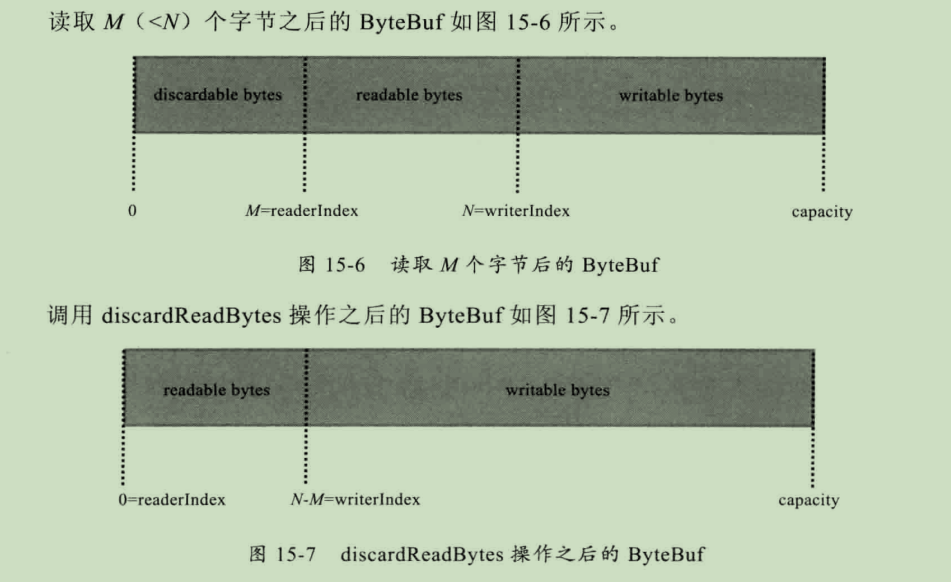 读取 M（<N）个字节之后的 ByteBuf 如图 15-6 所示。
discardable bytes readable bytes writable bytes
0 M=readerIndex N=writerIndex capacity
图 15-6 读取 M 个字节后的 ByteBuf
调用 discardReadBytes 操作之后的 ByteBuf 如图 15-7 所示。
readable bytes writable bytes
0=readerIndex N-M=writerIndex capacity
图 15-7 discardReadBytes 操作之后的 ByteBuf